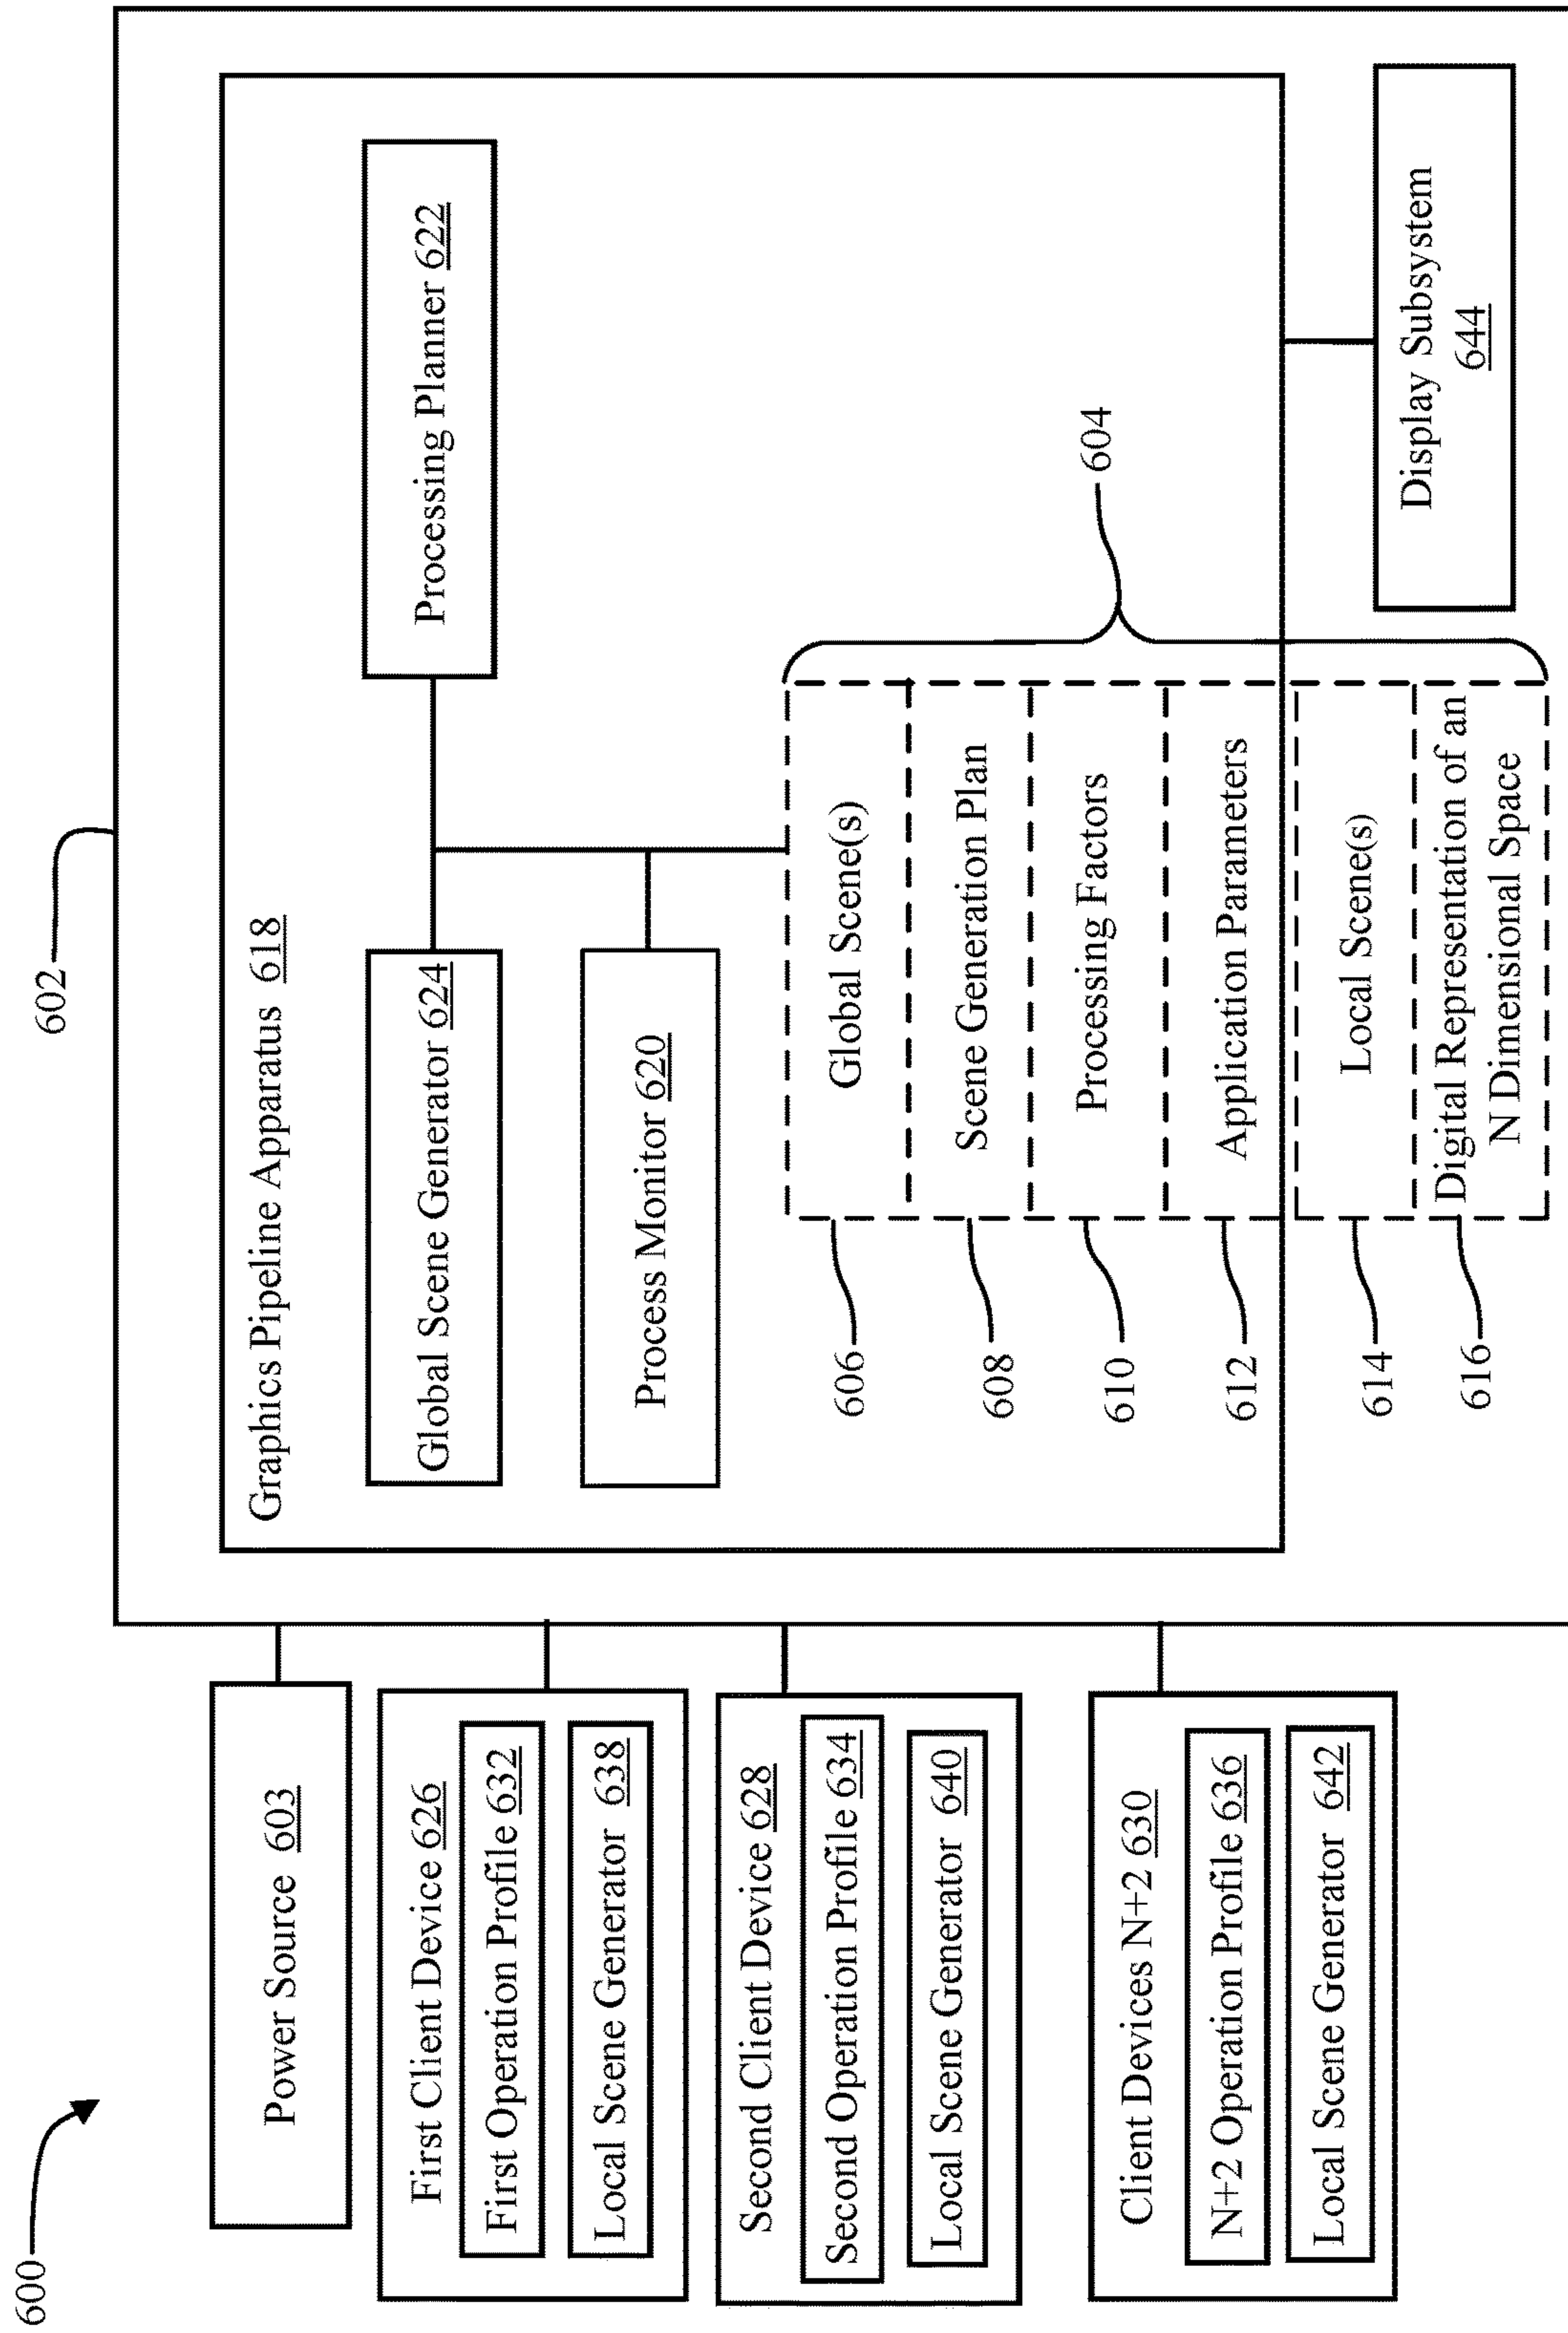 600
602
Power Source 603
First Client Device 626
First Operation Profile 632
Local Scene Generator 638
Second Client Device 628
Second Operation Profile 634
Local Scene Generator 640
Client Devices N+2 630
N+2 Operation Profile 636
Local Scene Generator 642
Graphics Pipeline Apparatus 618
Global Scene Generator 624
Processing Planner 622
Process Monitor 620
606
Global Scene(s)
608
Scene Generation Plan
610
Processing Factors
612
Application Parameters
614
Local Scene(s)
616
Digital Representation of an
N Dimensional Space
604
Display Subsystem
644